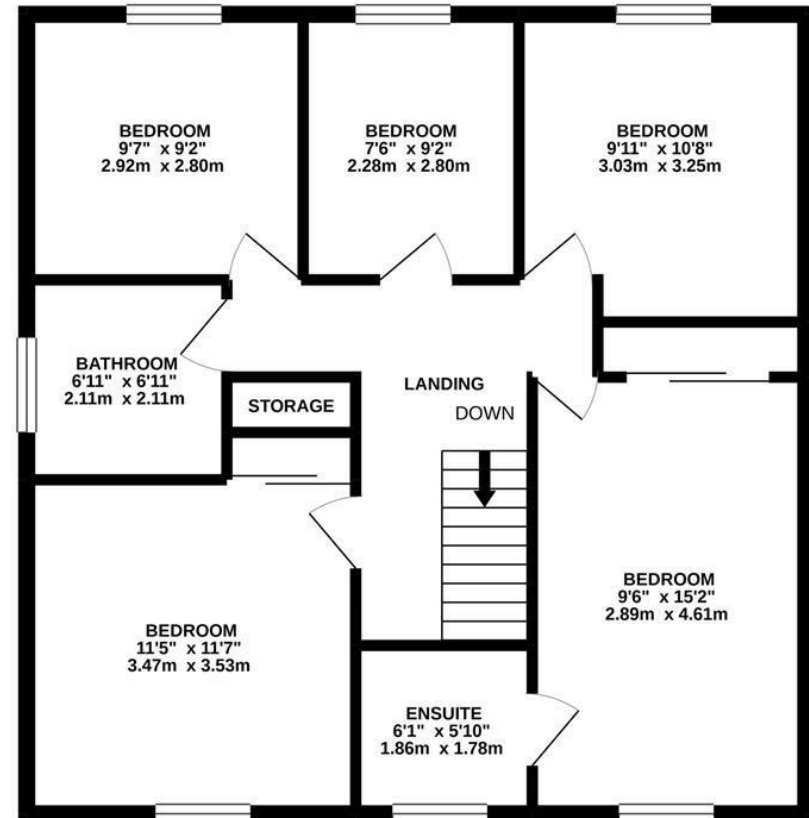 BEDROOM
9'7" x 9'2"
2.92m x 2.80m
BEDROOM
7'6" x 9'2"
2.28m x 2.80m
BEDROOM
9'11" x 10'8"
3.03m x 3.25m
BATHROOM
6'11" x 6'11"
2.11m x 2.11m
STORAGE
LANDING
DOWN
BEDROOM
11'5" x 11'7"
3.47m x 3.53m
ENSUITE
6'1" x 5'10"
1.86m x 1.78m
BEDROOM
9'6" x 15'2"
2.89m x 4.61m